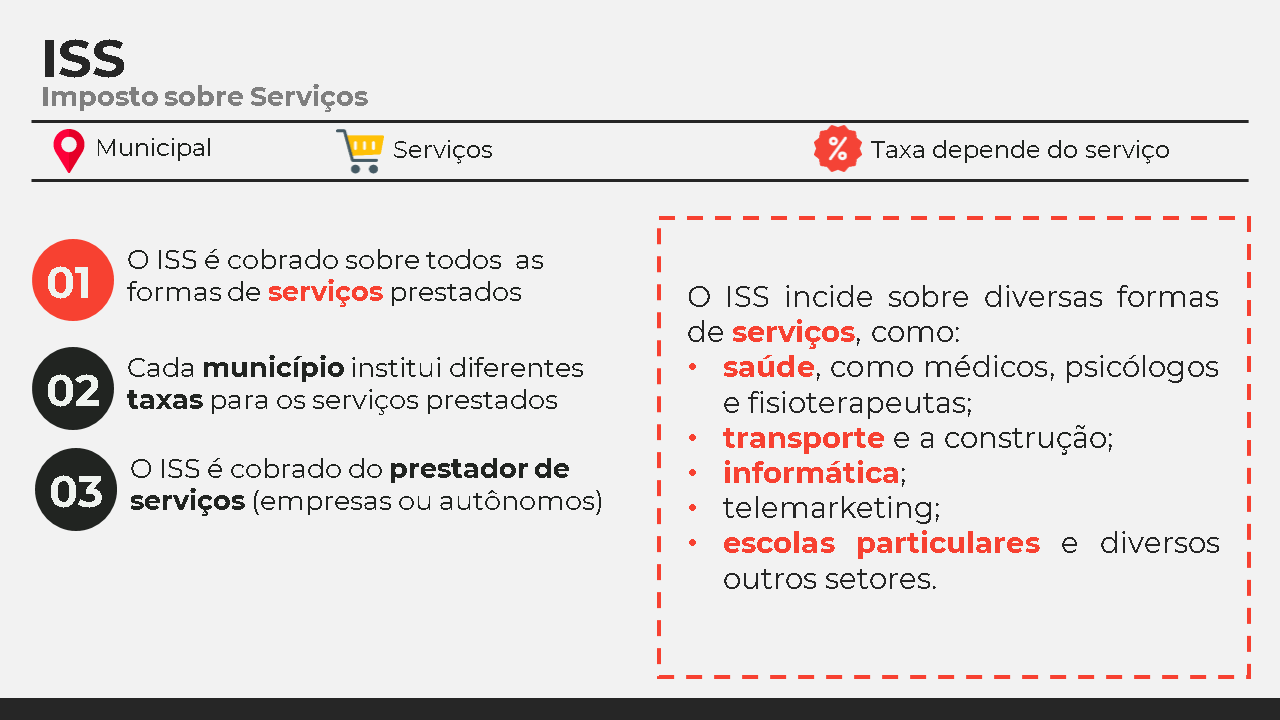 ISS
Imposto sobre Serviços
Municipal
Serviços
%
Taxa depende do serviço
01
O ISS é cobrado sobre todos as
formas de serviços prestados
02
Cada município institui diferentes
taxas para os serviços prestados
03
O ISS é cobrado do prestador de
serviços (empresas ou autônomos)
O ISS incide sobre diversas formas
de serviços, como:
• saúde, como médicos, psicólogos
e fisioterapeutas;
• transporte e a construção;
• informática;
• telemarketing;
• escolas particulares e diversos
outros setores.